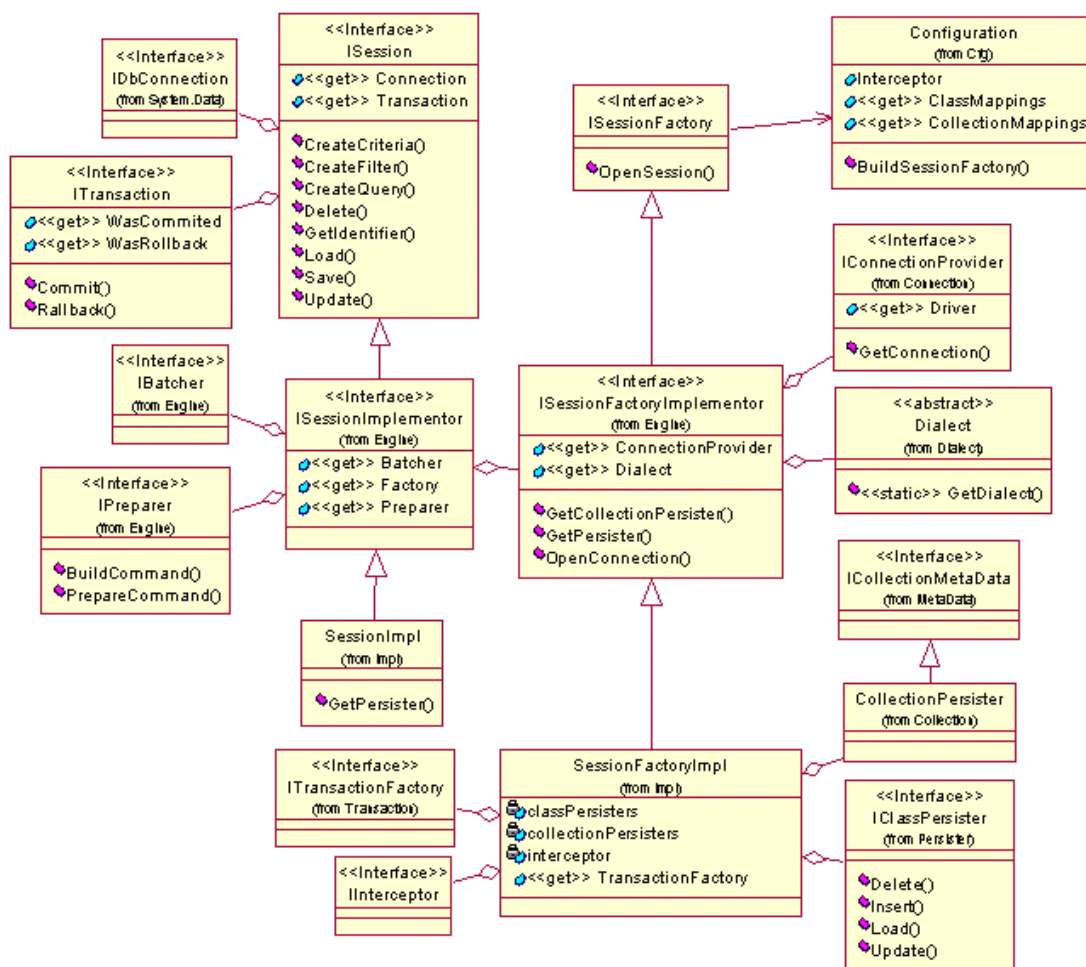 <<Interface>>
IDbConnection
(from System.Data)
<<Interface>>
ISession
<<get>> Connection
<<get>> Transaction
CreateCriteria()
CreateFilter()
CreateQuery()
Delete()
GetIdentifier()
Load()
Save()
Update()
<<Interface>>
ISessionFactory
OpenSession()
Configuration
(from Cfg)
Interceptor
<<get>> ClassMappings
<<get>> CollectionMappings
BuildSessionFactory()
<<Interface>>
ITransaction
<<get>> WasCommited
<<get>> WasRollback
Commit()
Rallback()
<<Interface>>
IConnectionProvider
(from Connection)
<<get>> Driver
GetConnection()
<<Interface>>
IBatcher
(from Engine)
<<Interface>>
ISessionImplementor
(from Engine)
<<get>> Batcher
<<get>> Factory
<<get>> Preparer
<<Interface>>
ISessionFactoryImplementor
(from Engine)
<<get>> ConnectionProvider
<<get>> Dialect
GetCollectionPersister()
GetPersister()
OpenConnection()
<<abstract>>
Dialect
(from Dialect)
<<static>> GetDialect()
<<Interface>>
IPreparer
(from Engine)
BuildCommand()
PrepareCommand()
<<Interface>>
ICollectionMetaData
(from MetaData)
SessionImpl
(from Impl)
GetPersister()
CollectionPersister
(from Collection)
<<Interface>>
ITransactionFactory
(from Transaction)
SessionFactoryImpl
(from Impl)
classPersisters
collectionPersisters
interceptor
<<get>> TransactionFactory
<<Interface>>
IClassPersister
(from Persister)
Delete()
Insert()
Load()
Update()
<<Interface>>
IInterceptor